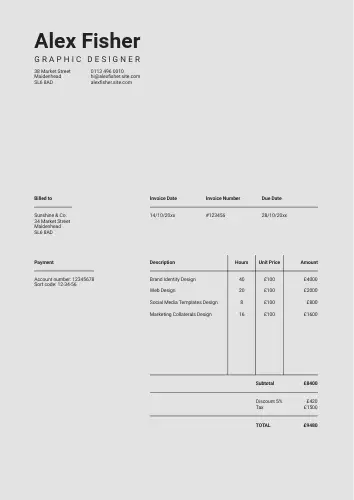 Alex Fisher
GRAPHIC DESIGNER
38 Market Street 0113 496 0010
Maidenhead hi@alexfisher.site.com
SL6 8AD alexfisher.site.com
Billed to Invoice Date Invoice Number Due Date
Sunshine & Co 14/10/20xx #123456 28/10/20xx
34 Market Street
Maidenhead
SL6 8AD
Payment Description Hours Unit Price Amount
Account number: 12345678 Brand Identity Design 40 £100 £4000
Sort code: 12-34-56
Web Design 20 £100 £2000
Social Media Templates Design 8 £100 £800
Marketing Collaterals Design 16 £100 £1600
Subtotal £8400
Discount 5% - £420
Tax £1500
TOTAL £9480